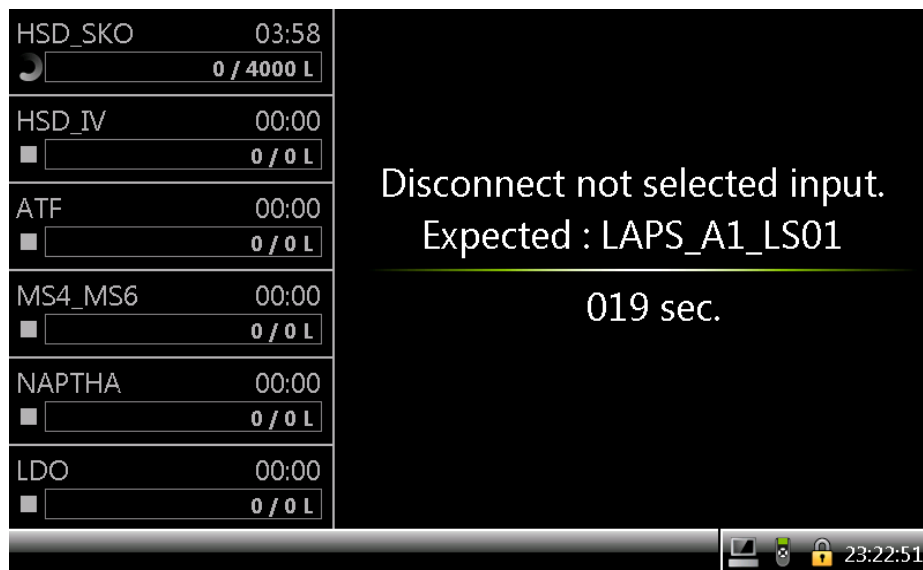 HSD_SKO 03:58
0 / 4000 L
HSD_IV 00:00
0 / 0 L
ATF 00:00
0 / 0 L
MS4_MS6 00:00
0 / 0 L
NAPTHA 00:00
0 / 0 L
LDO 00:00
0 / 0 L
Disconnect not selected input.
Expected : LAPS_A1_LS01
019 sec.
23:22:51